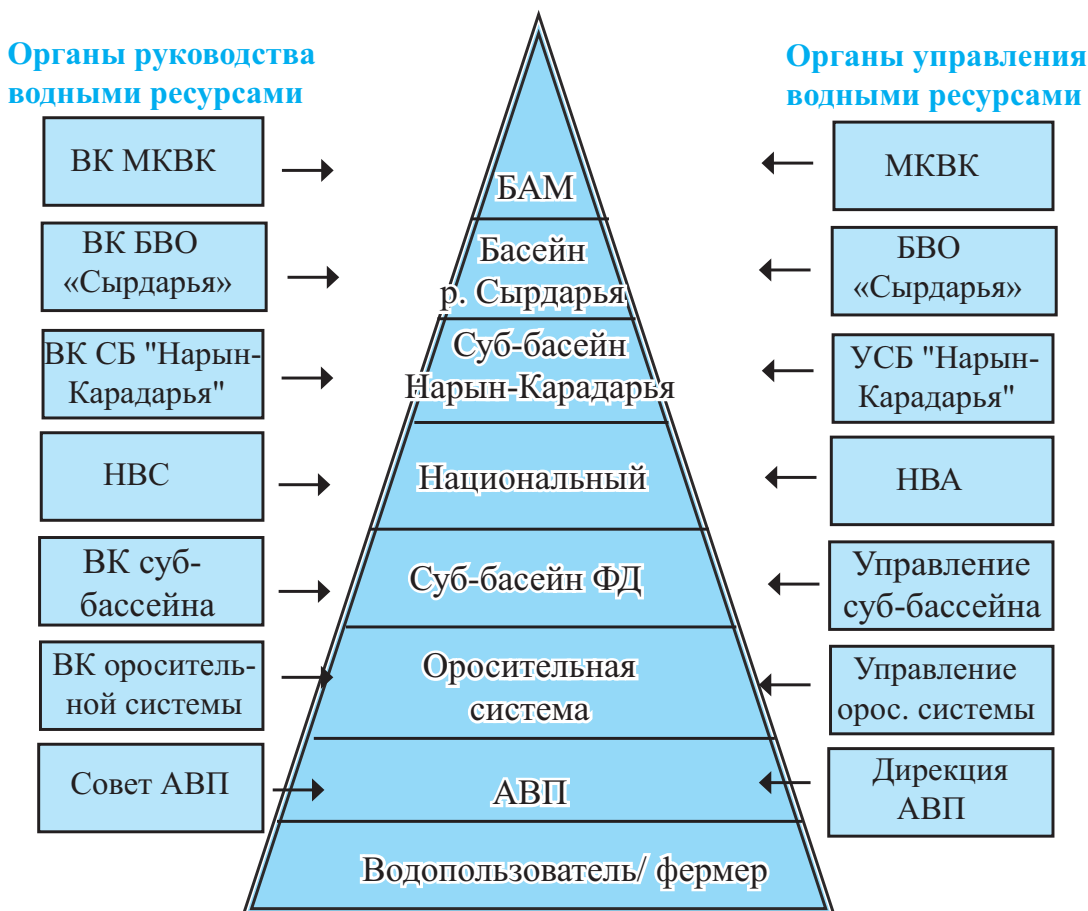 Органы руководства
водными ресурсами
Органы управления
водными ресурсами
ВК МКВК
БАМ
МКВК
ВК БВО
«Сырдарья»
Басейн
р. Сырдарья
БВО
«Сырдарья»
ВК СБ "Нарын-
Карадарья"
Суб-басейн
Нарын-Карадарья
УСБ "Нарын-
Карадарья"
НВС
Национальный
НВА
ВК суб-
бассейна
Суб-басейн ФД
Управление
суб-бассейна
ВК ороситель-
ной системы
Оросительная
система
Управление
орос. системы
Совет АВП
АВП
Дирекция
АВП
Водопользователь/ фермер